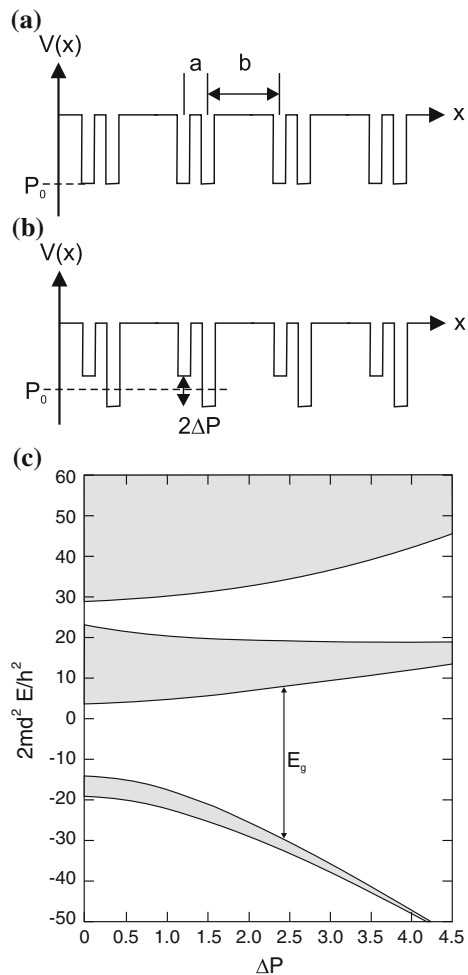 (a)
V(x)
a b
x
P₀
(b)
V(x)
x
P₀
2ΔP
(c)
60
50
40
30
20
10
0
-10
-20
-30
-40
-50
2md² E/h²
E_g
0 0.5 1.0 1.5 2.0 2.5 3.0 3.5 4.0 4.5
ΔP